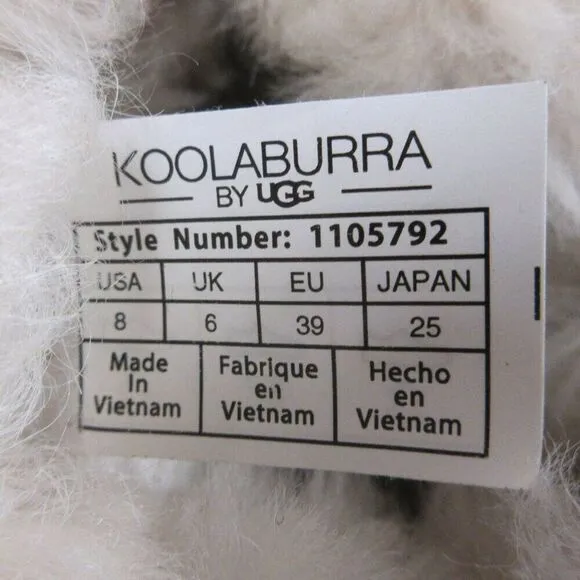 KOOLABURRA
BY UGG
Style Number: 1105792
USA UK EU JAPAN
8 6 39 25
Made In Vietnam
Fabrique en Vietnam
Hecho en Vietnam